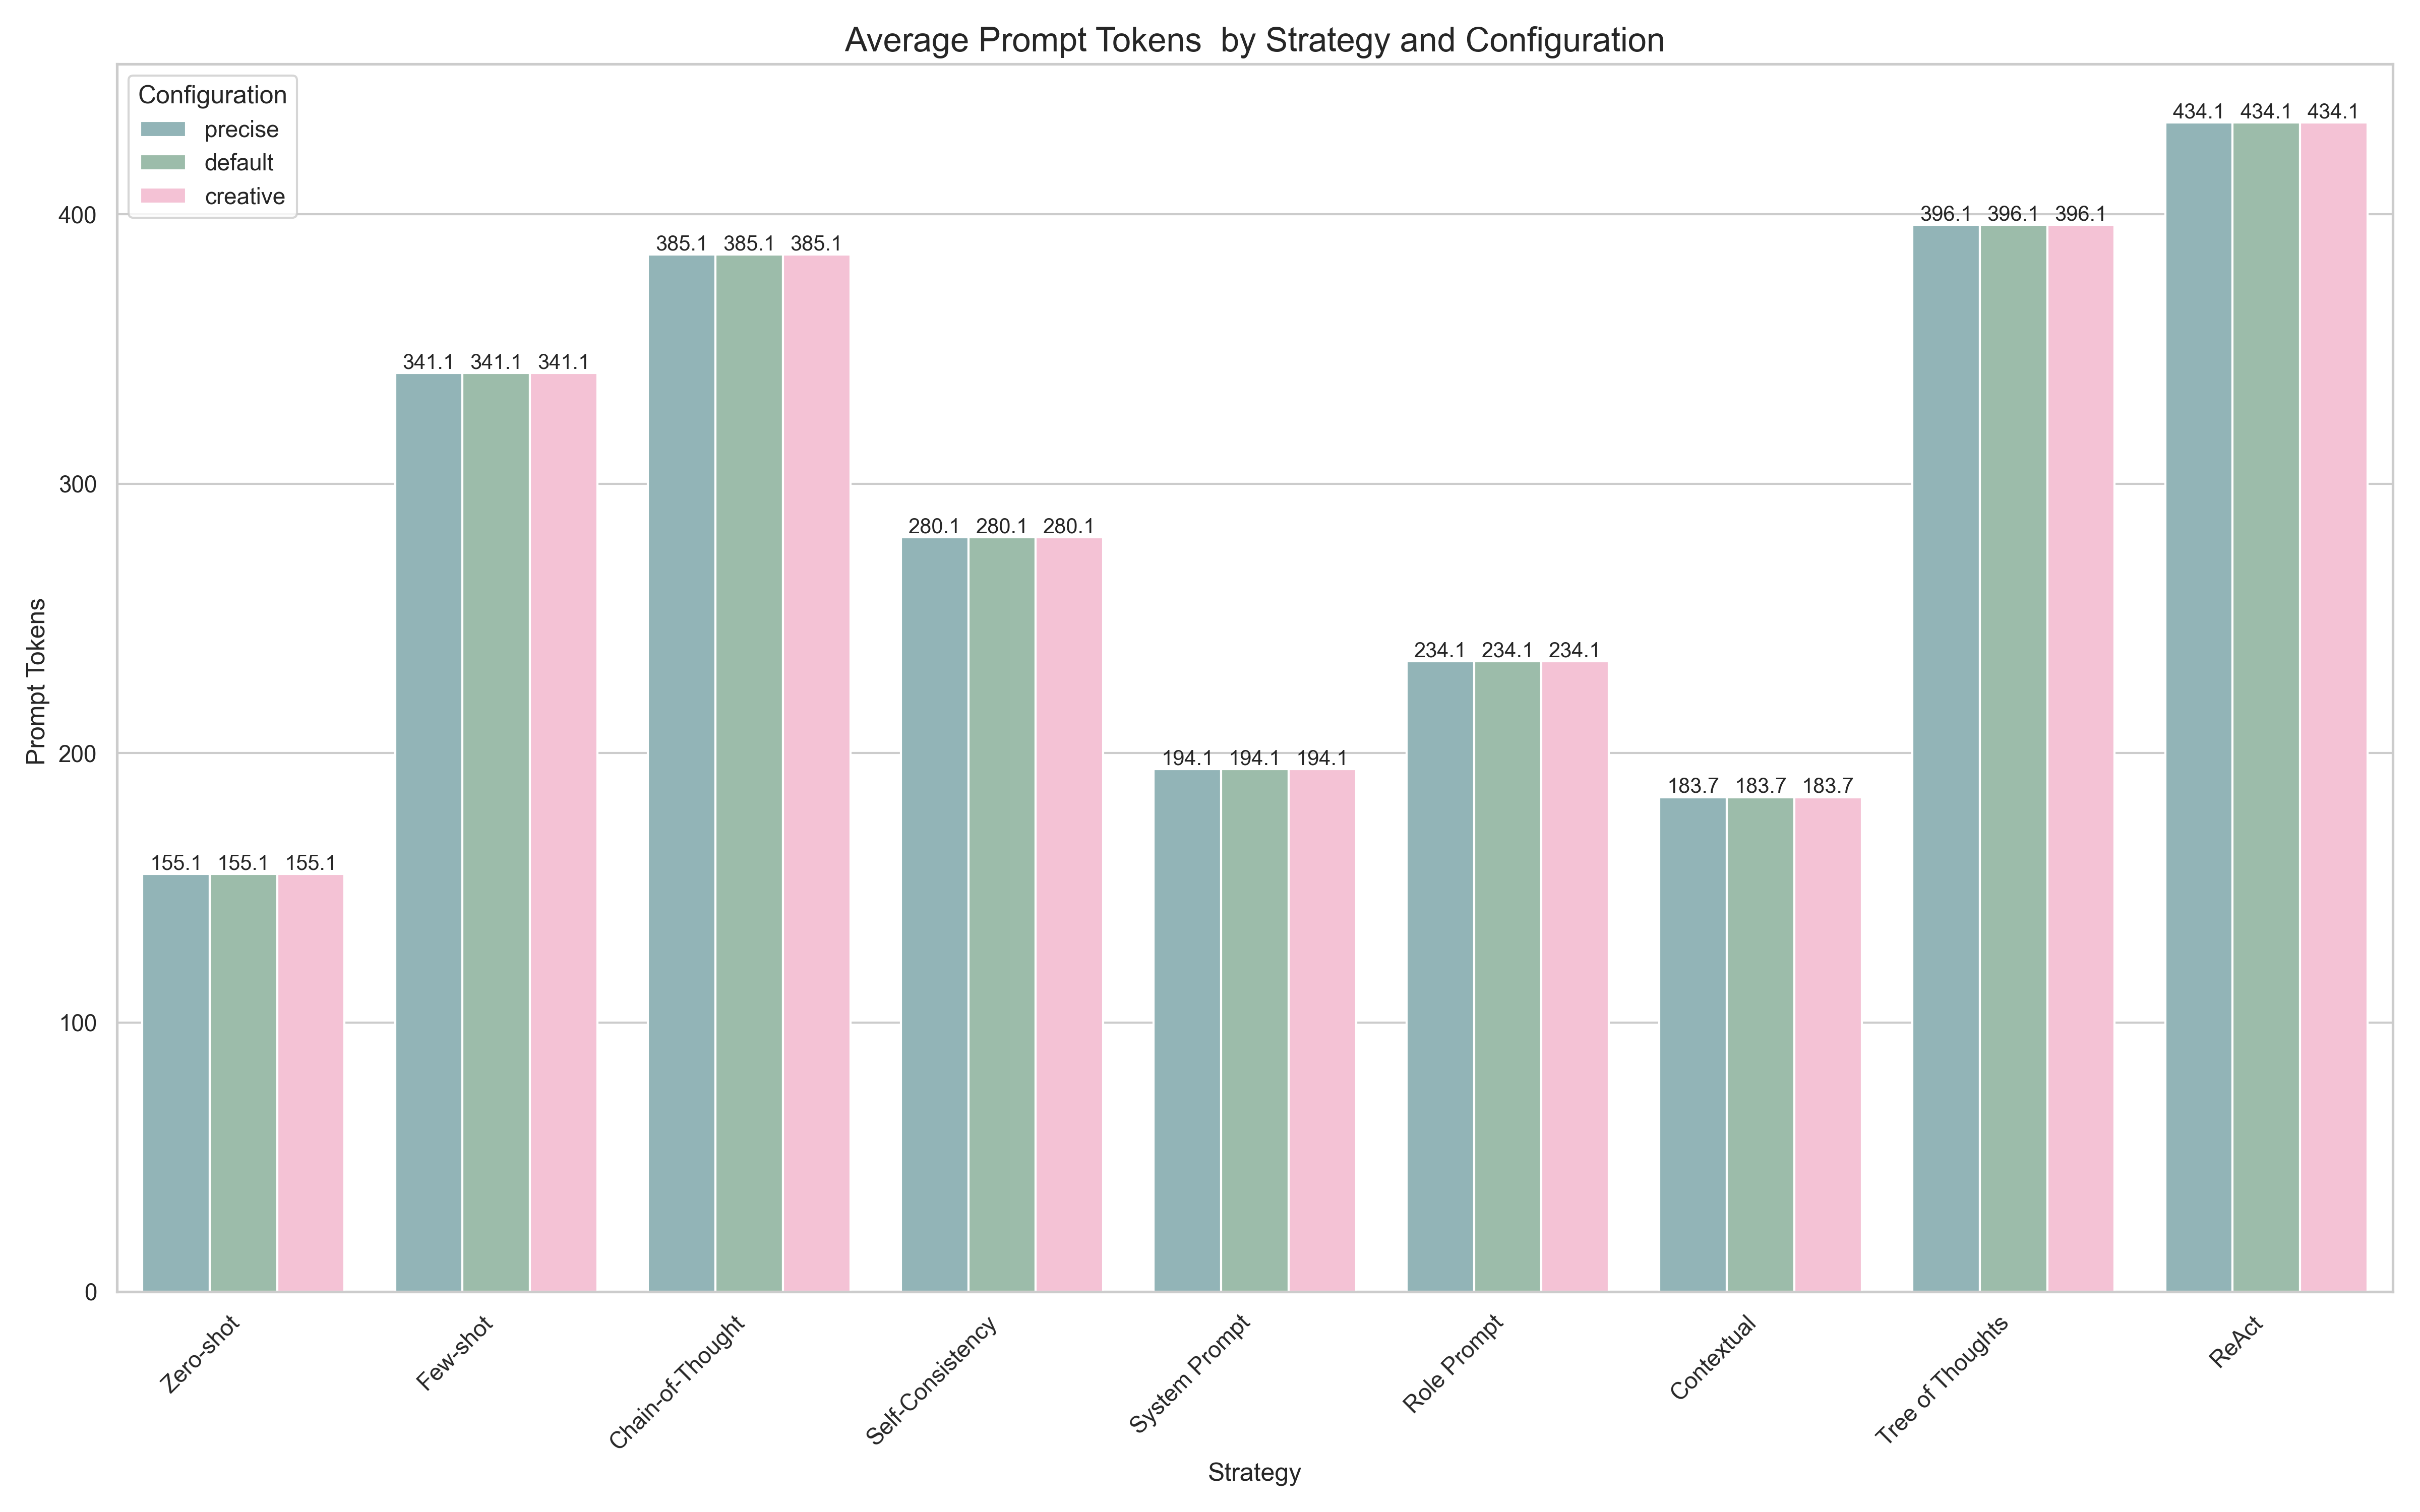 Average Prompt Tokens  by Strategy and Configuration
Configuration
precise
default
creative
Prompt Tokens
400
300
200
100
0
155.1 155.1 155.1
341.1 341.1 341.1
385.1 385.1 385.1
280.1 280.1 280.1
194.1 194.1 194.1
234.1 234.1 234.1
183.7 183.7 183.7
396.1 396.1 396.1
434.1 434.1 434.1
Zero-shot
Few-shot
Chain-of-Thought
Self-Consistency
System Prompt
Role Prompt
Contextual
Tree of Thoughts
ReAct
Strategy